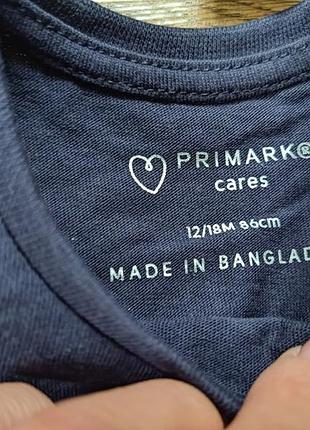 PRIMARK®
cares
12/18M 86cm
MADE IN BANGLAD